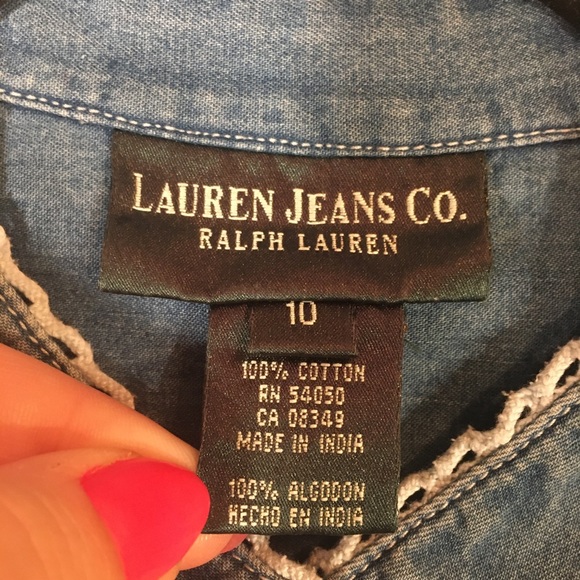 LAUREN JEANS CO.
RALPH LAUREN
10
100% COTTON
RN 54050
CA 08349
MADE IN INDIA
100% ALGODON
HECHO EN INDIA